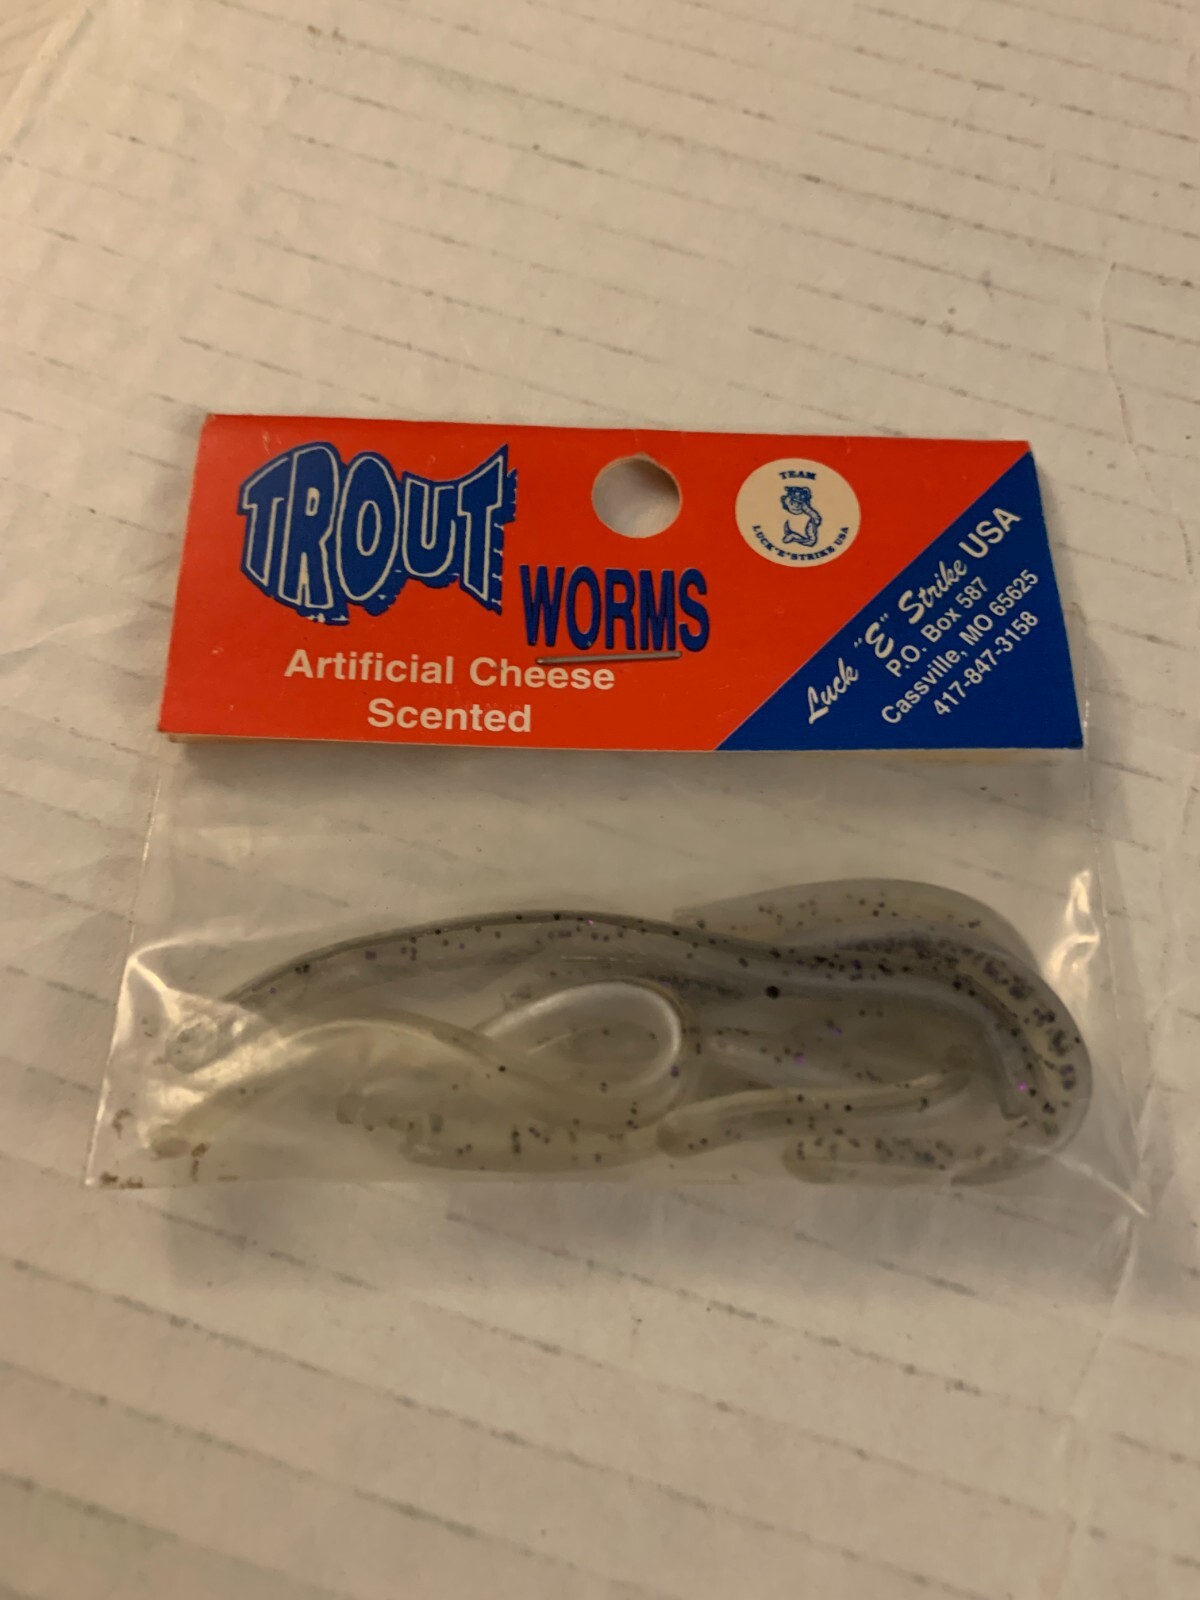 TROUT
WORMS
Artificial Cheese
Scented
TEAM
LUCK "E" STRIKE USA
Luck "E" Strike USA
P.O. Box 587
Cassville, MO 65625
417-847-3158